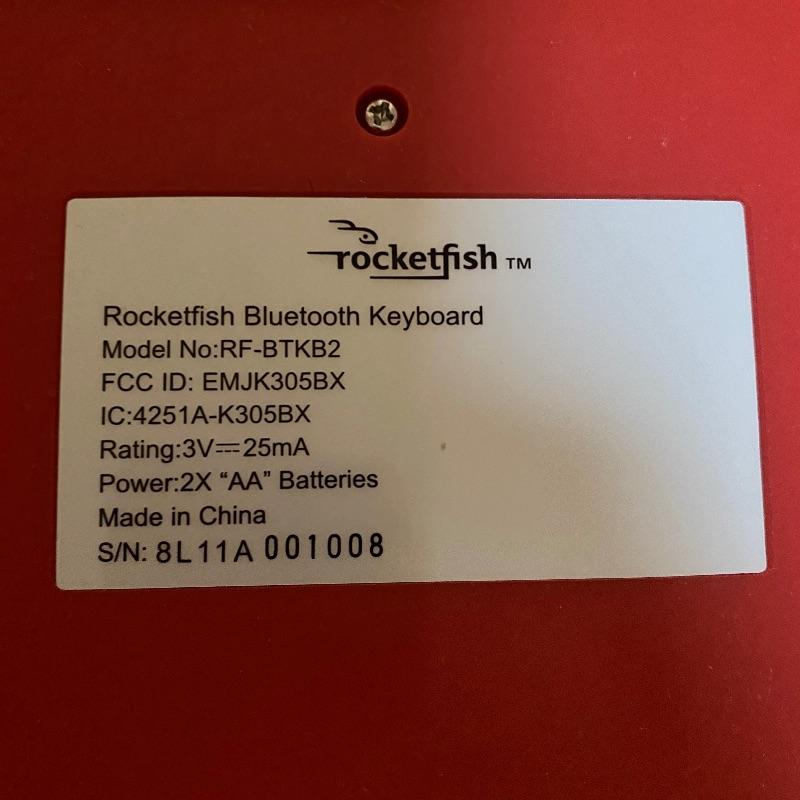 rocketfish TM
Rocketfish Bluetooth Keyboard
Model No:RF-BTKB2
FCC ID: EMJK305BX
IC:4251A-K305BX
Rating:3V⎓25mA
Power:2X “AA” Batteries
Made in China
S/N: 8L11A 001008